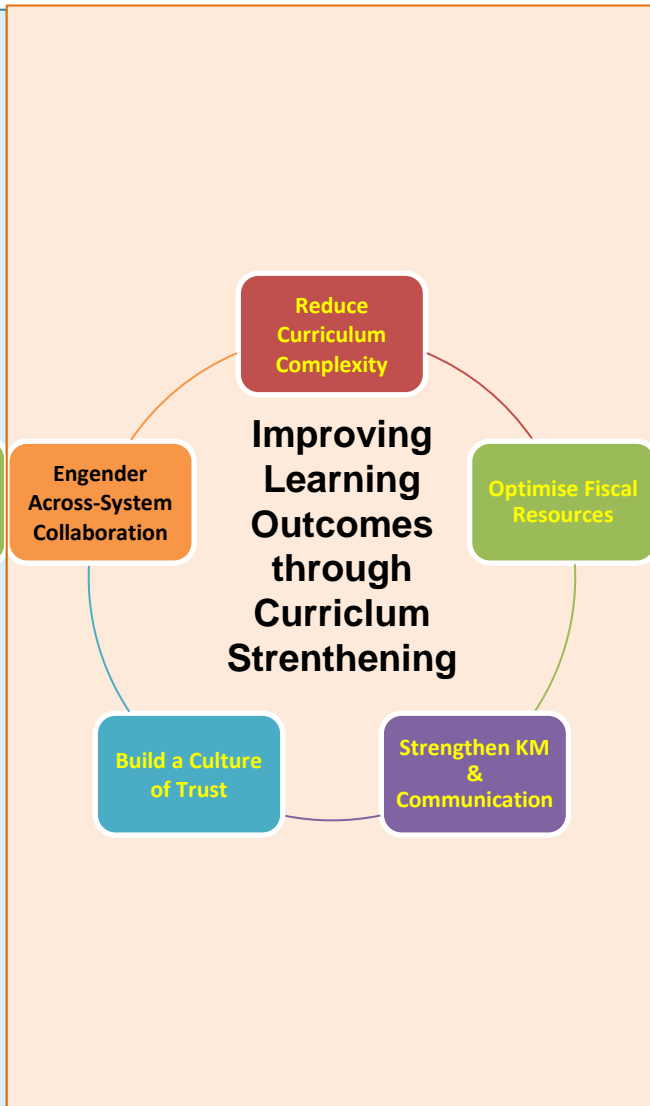 Reduce
Curriculum
Complexity
Improving
Learning
Outcomes
through
Curriclum
Strenthening
Engender
Across-System
Collaboration
Optimise Fiscal
Resources
Build a Culture
of Trust
Strengthen KM
&
Communication